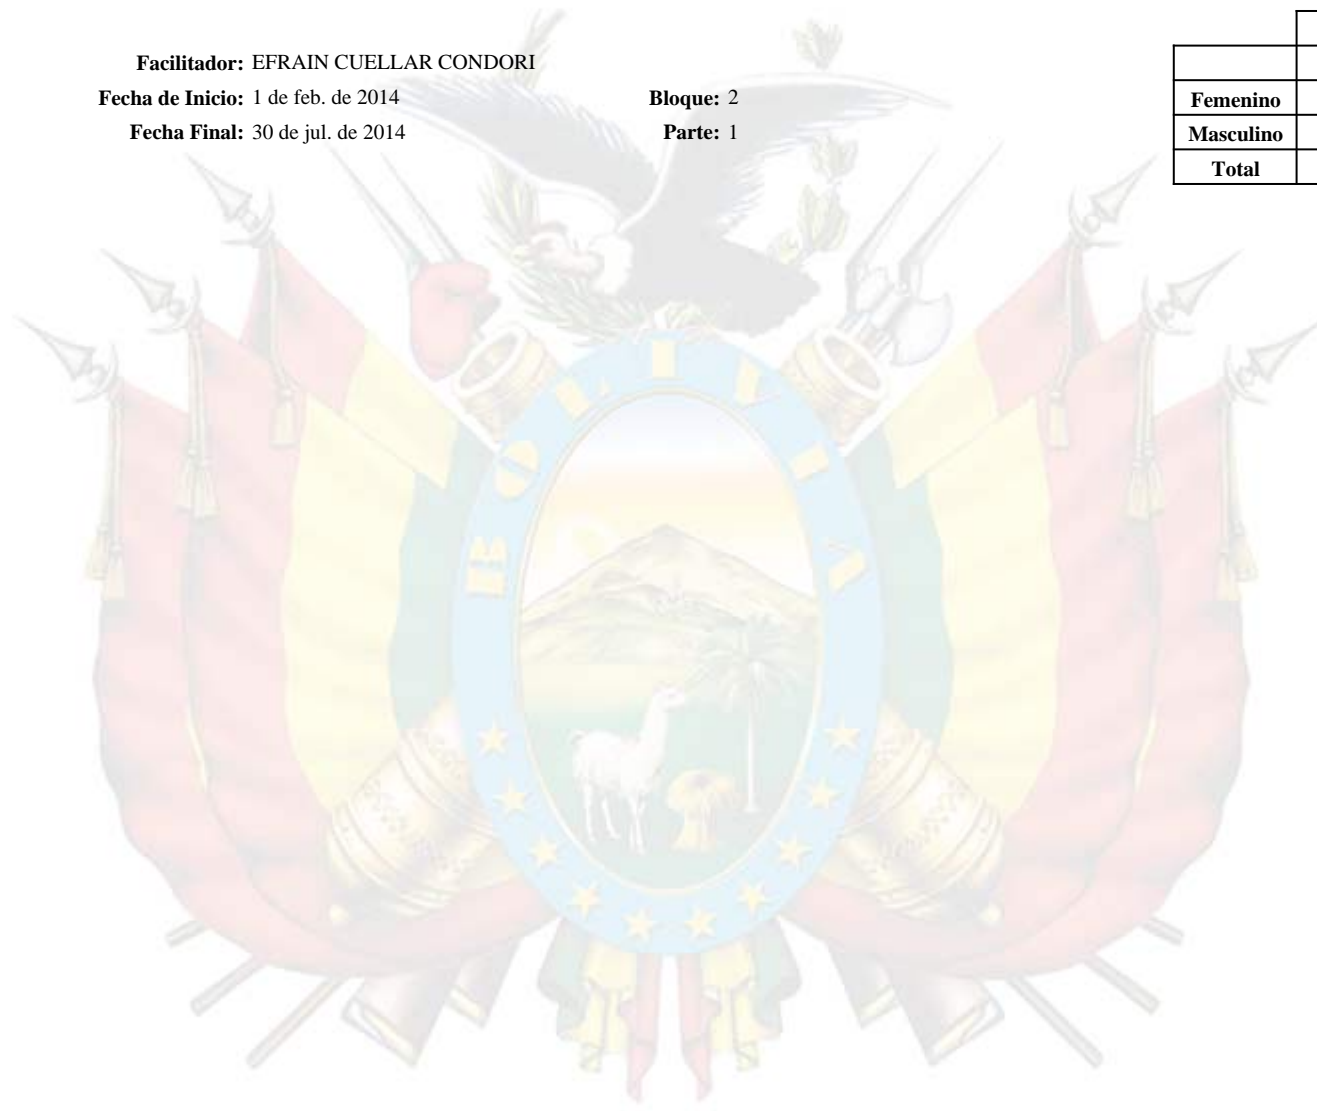 Facilitador: EFRAIN CUELLAR CONDORI
Fecha de Inicio: 1 de feb. de 2014 Bloque: 2
Fecha Final: 30 de jul. de 2014 Parte: 1
Femenino
Masculino
Total
BOLIVIA